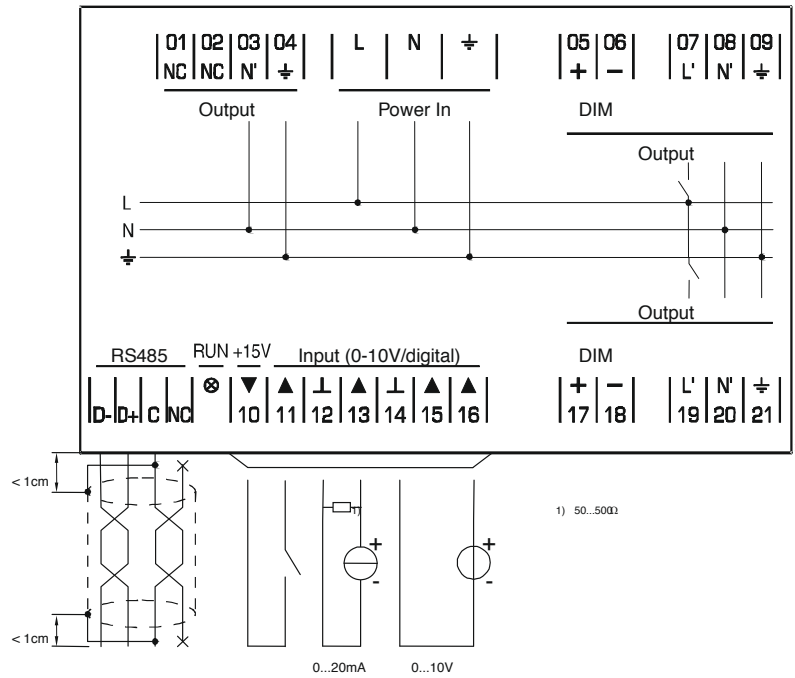 01 02 03 04 L N ⏚ 05 06 07 08 09
NC NC N' ⏚ + − L' N' ⏚
Output Power In DIM
Output
L
N
⏚
Output
RS485 RUN +15V Input (0-10V/digital) DIM
⊗ ▼ ▲ ⊥ ▲ ⊥ ▲ ▲ + − L' N' ⏚
D- D+ C NC 10 11 12 13 14 15 16 17 18 19 20 21
< 1cm
1)
1) 50...500Ω
+ +
- -
< 1cm
0...20mA 0...10V